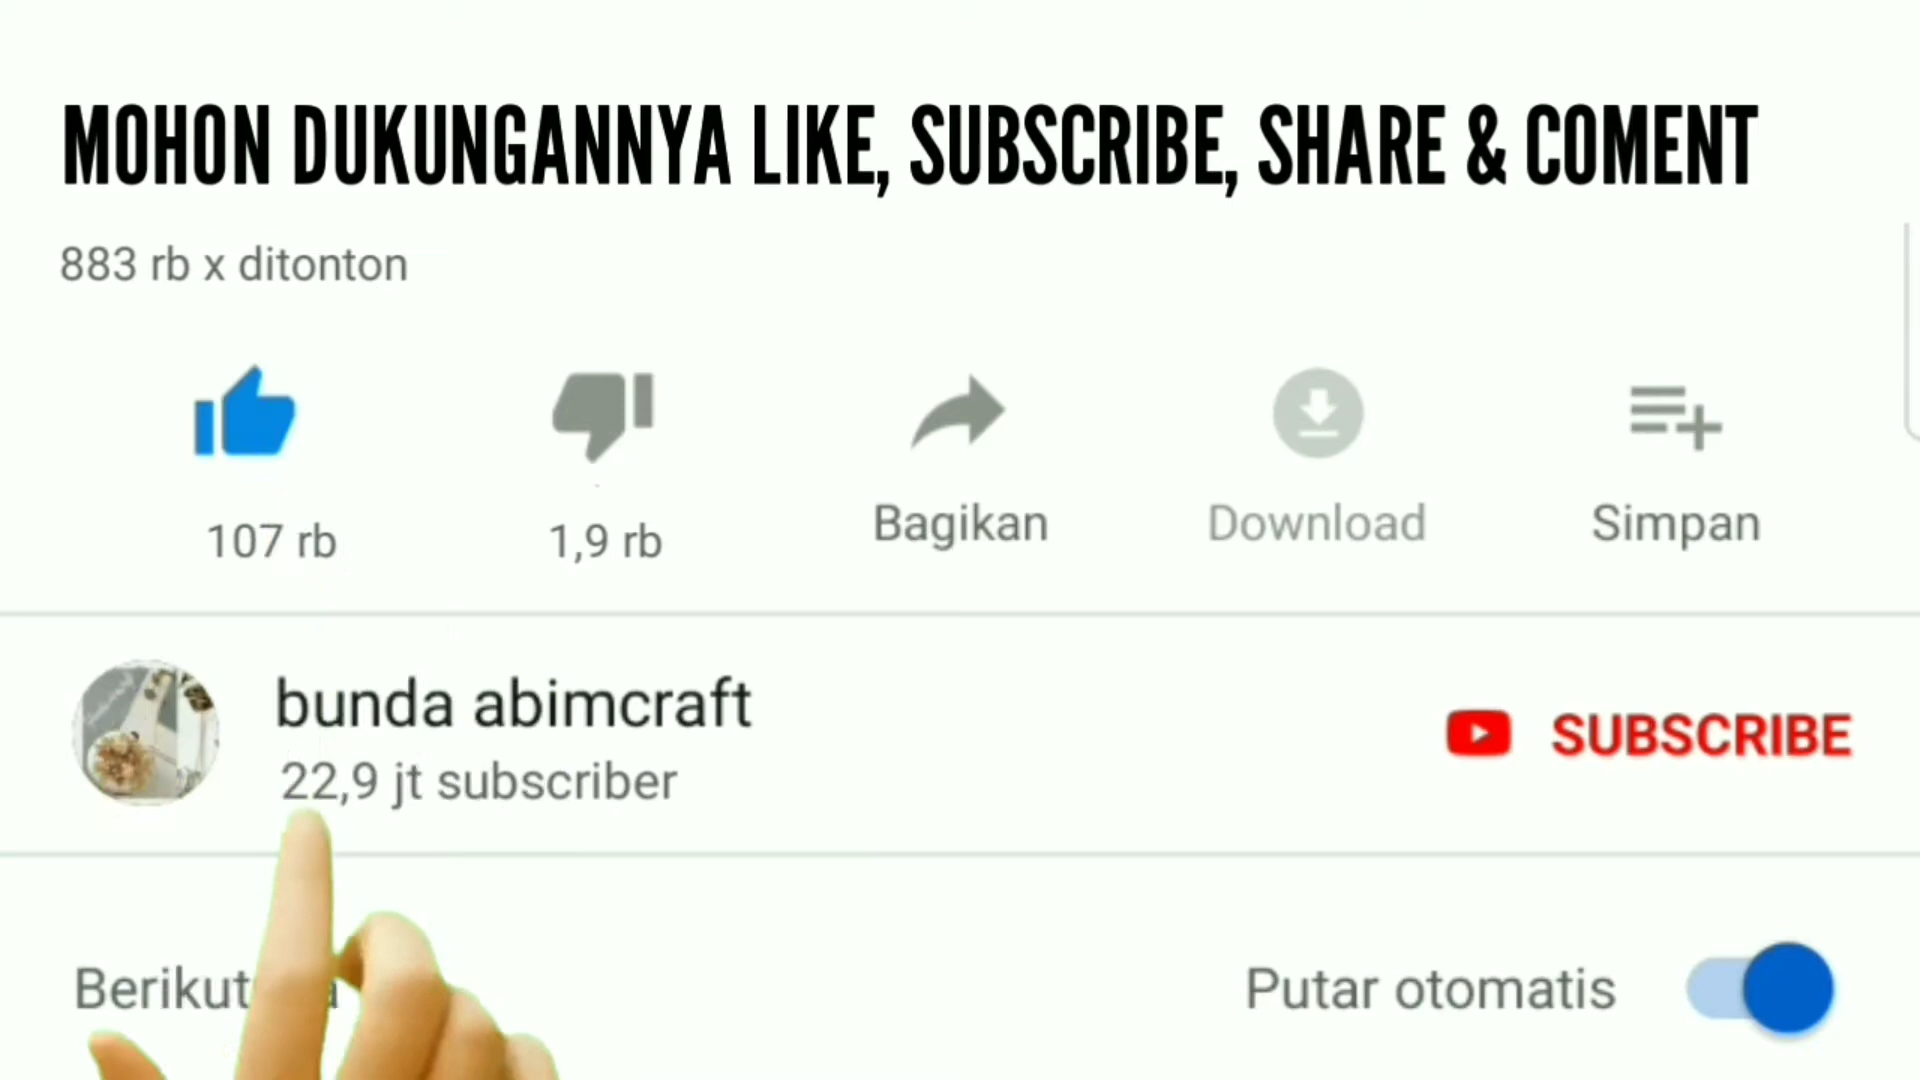 MOHON DUKUNGANNYA LIKE, SUBSCRIBE, SHARE & COMENT
883 rb x ditonton
107 rb
1,9 rb
Bagikan
Download
Simpan
bunda abimcraft
22,9 jt subscriber
SUBSCRIBE
Putar otomatis